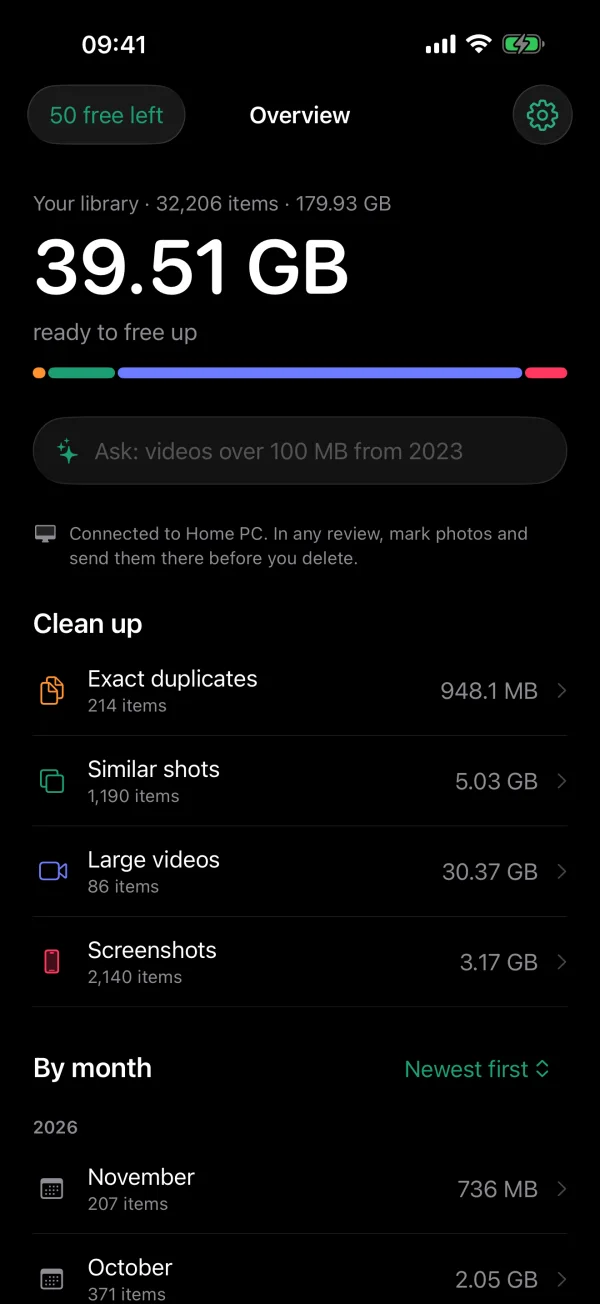 09:41
50 free left
Overview
Your library · 32,206 items · 179.93 GB
39.51 GB
ready to free up
Ask: videos over 100 MB from 2023
Connected to Home PC. In any review, mark photos and
send them there before you delete.
Clean up
Exact duplicates
214 items
948.1 MB
Similar shots
1,190 items
5.03 GB
Large videos
86 items
30.37 GB
Screenshots
2,140 items
3.17 GB
By month
Newest first
2026
November
207 items
736 MB
October
371 items
2.05 GB